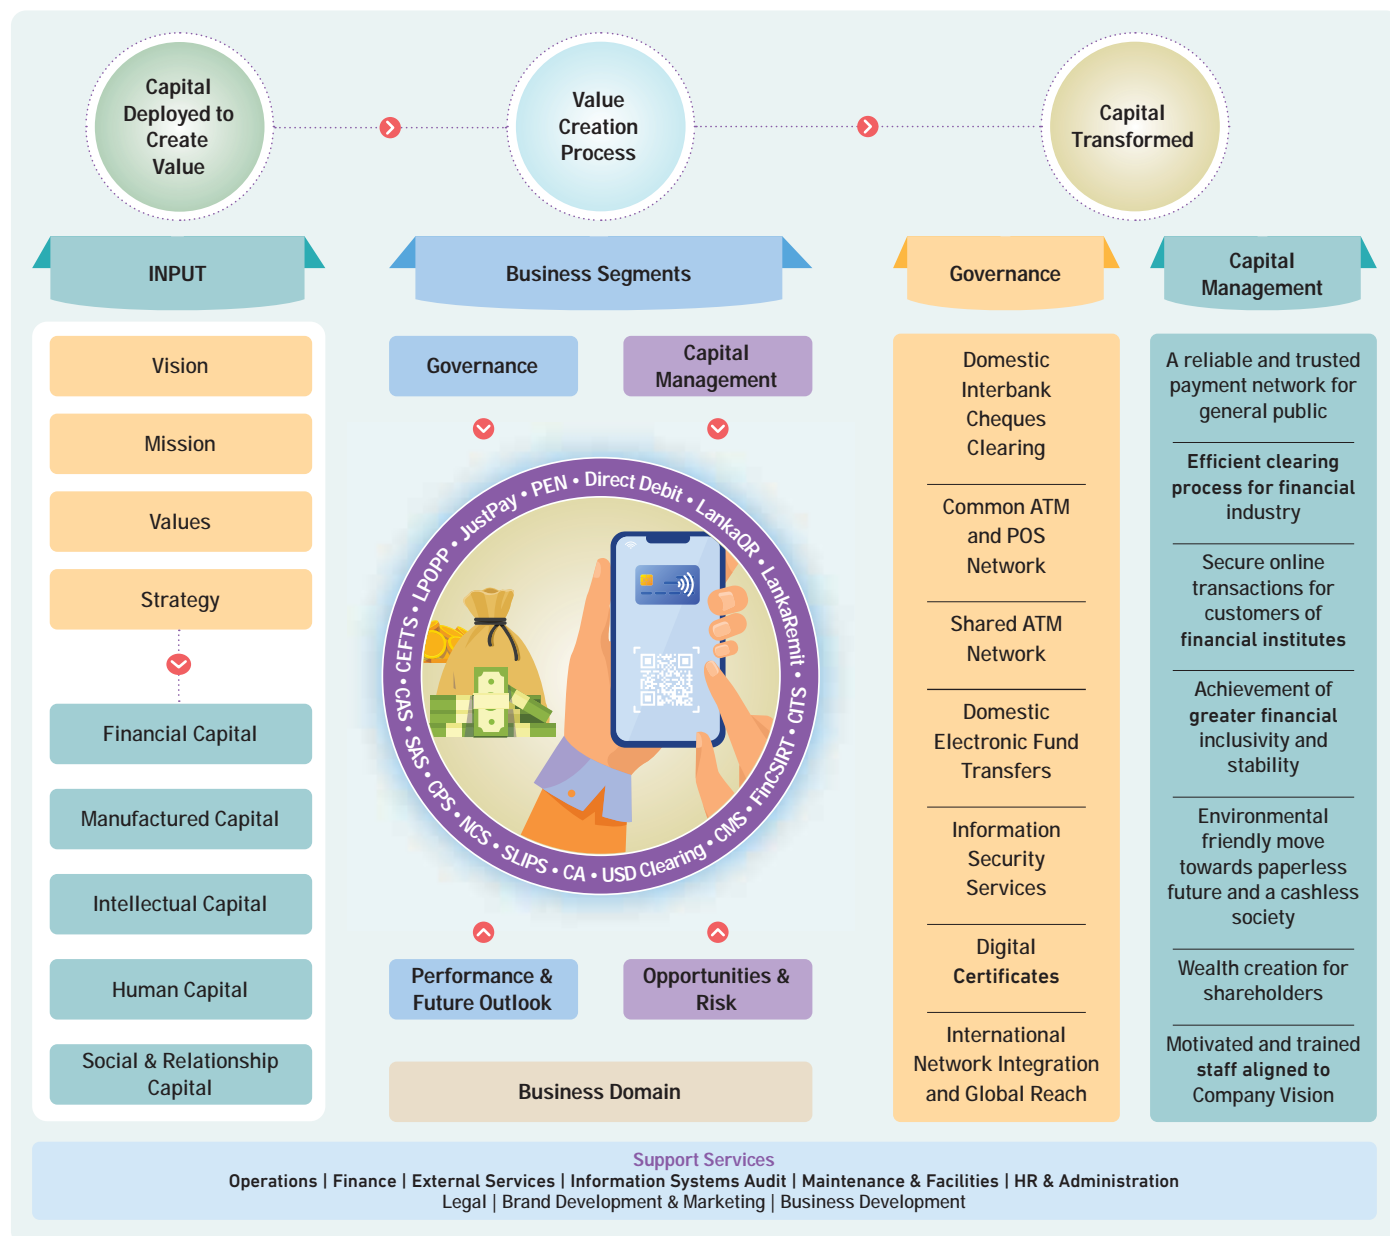 Capital
Deployed to
Create
Value
Value
Creation
Process
Capital
Transformed
INPUT
Vision
Mission
Values
Strategy
Financial Capital
Manufactured Capital
Intellectual Capital
Human Capital
Social & Relationship
Capital
Business Segments
Governance
Capital
Management
CEFTS • LPOPP • JustPay • PEN • Direct Debit • LankaQR • LankaRemit • CITS • FinCSIRT • CMS • USD Clearing • CA • SLIPS • NCS • CPS • SAS • CAS •
Performance &
Future Outlook
Opportunities &
Risk
Business Domain
Governance
Domestic
Interbank
Cheques
Clearing
Common ATM
and POS
Network
Shared ATM
Network
Domestic
Electronic Fund
Transfers
Information
Security
Services
Digital
Certificates
International
Network Integration
and Global Reach
Capital
Management
A reliable and trusted
payment network for
general public
Efficient clearing
process for financial
industry
Secure online
transactions for
customers of
financial institutes
Achievement of
greater financial
inclusivity and
stability
Environmental
friendly move
towards paperless
future and a cashless
society
Wealth creation for
shareholders
Motivated and trained
staff aligned to
Company Vision
Support Services
Operations | Finance | External Services | Information Systems Audit | Maintenance & Facilities | HR & Administration
Legal | Brand Development & Marketing | Business Development